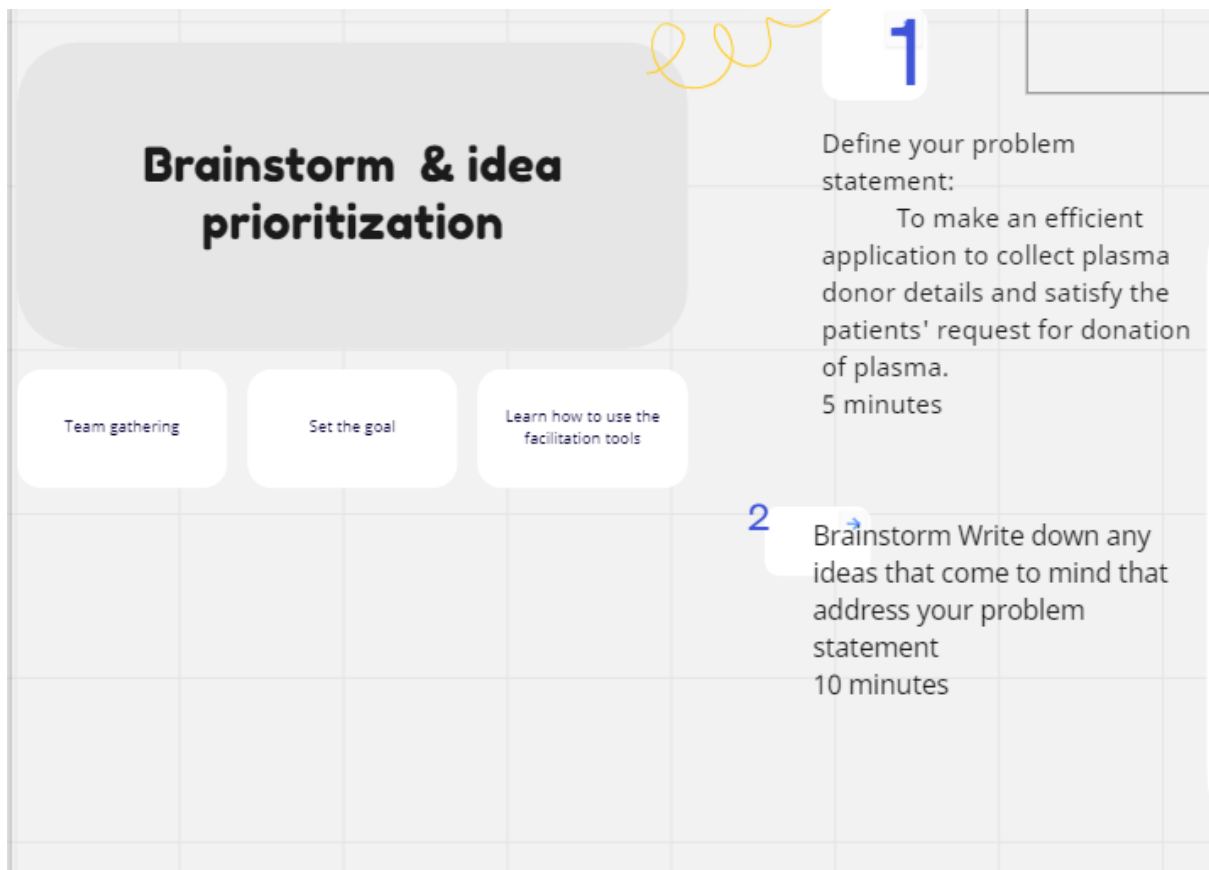 Brainstorm & idea
prioritization
Team gathering
Set the goal
Learn how to use the
facilitation tools
1
Define your problem
statement:
To make an efficient
application to collect plasma
donor details and satisfy the
patients' request for donation
of plasma.
5 minutes
2
Brainstorm Write down any
ideas that come to mind that
address your problem
statement
10 minutes